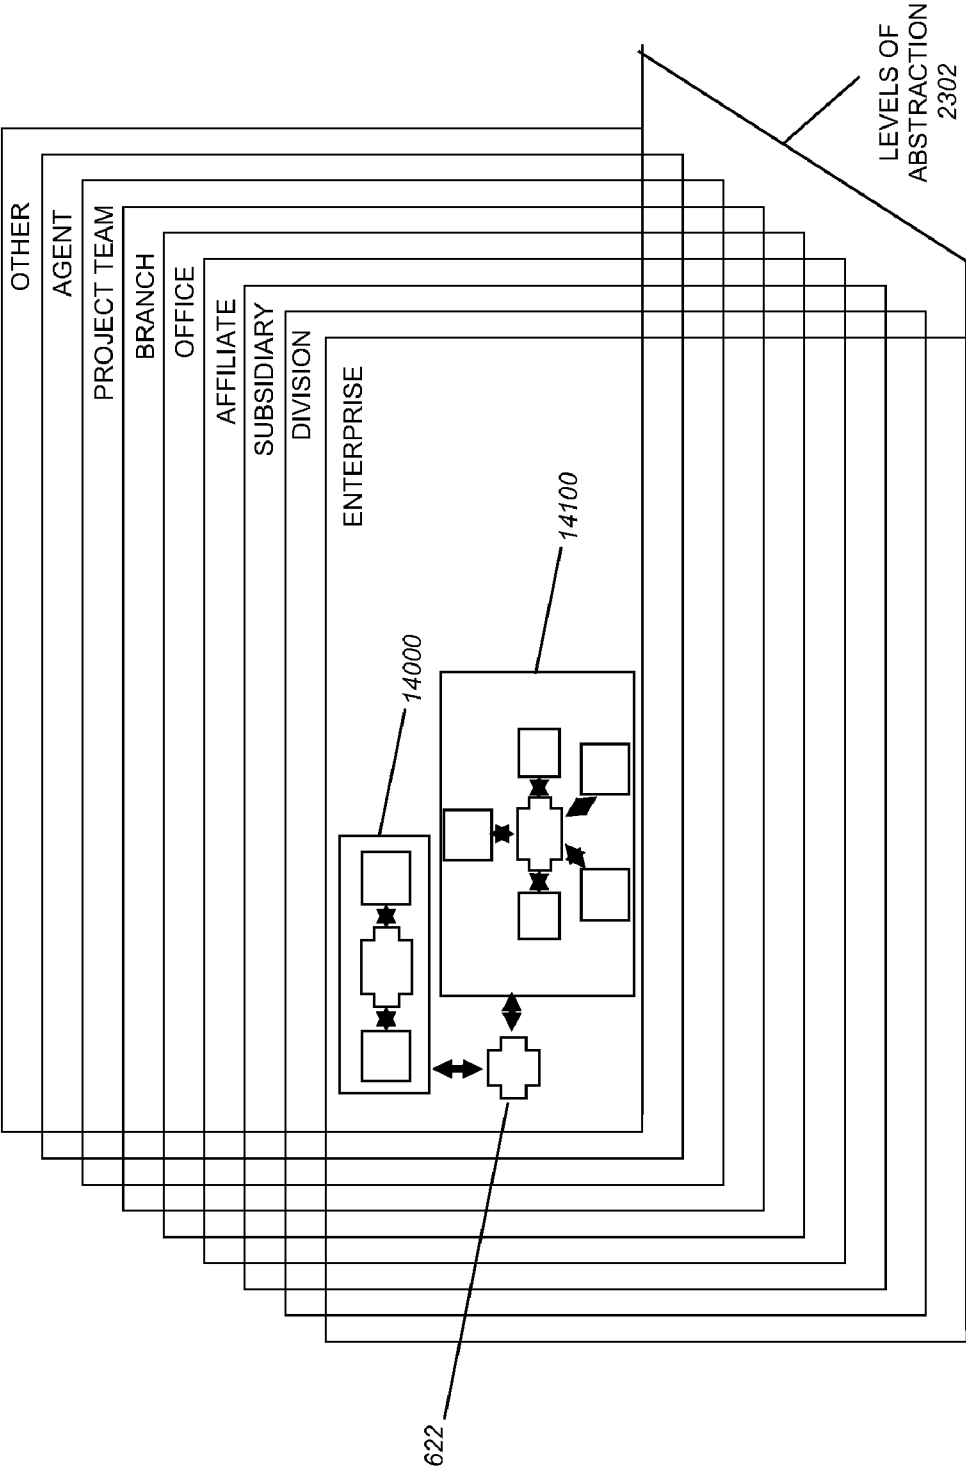 OTHER
AGENT
PROJECT TEAM
BRANCH
OFFICE
AFFILIATE
SUBSIDIARY
DIVISION
ENTERPRISE
14000
14100
622
LEVELS OF
ABSTRACTION
2302